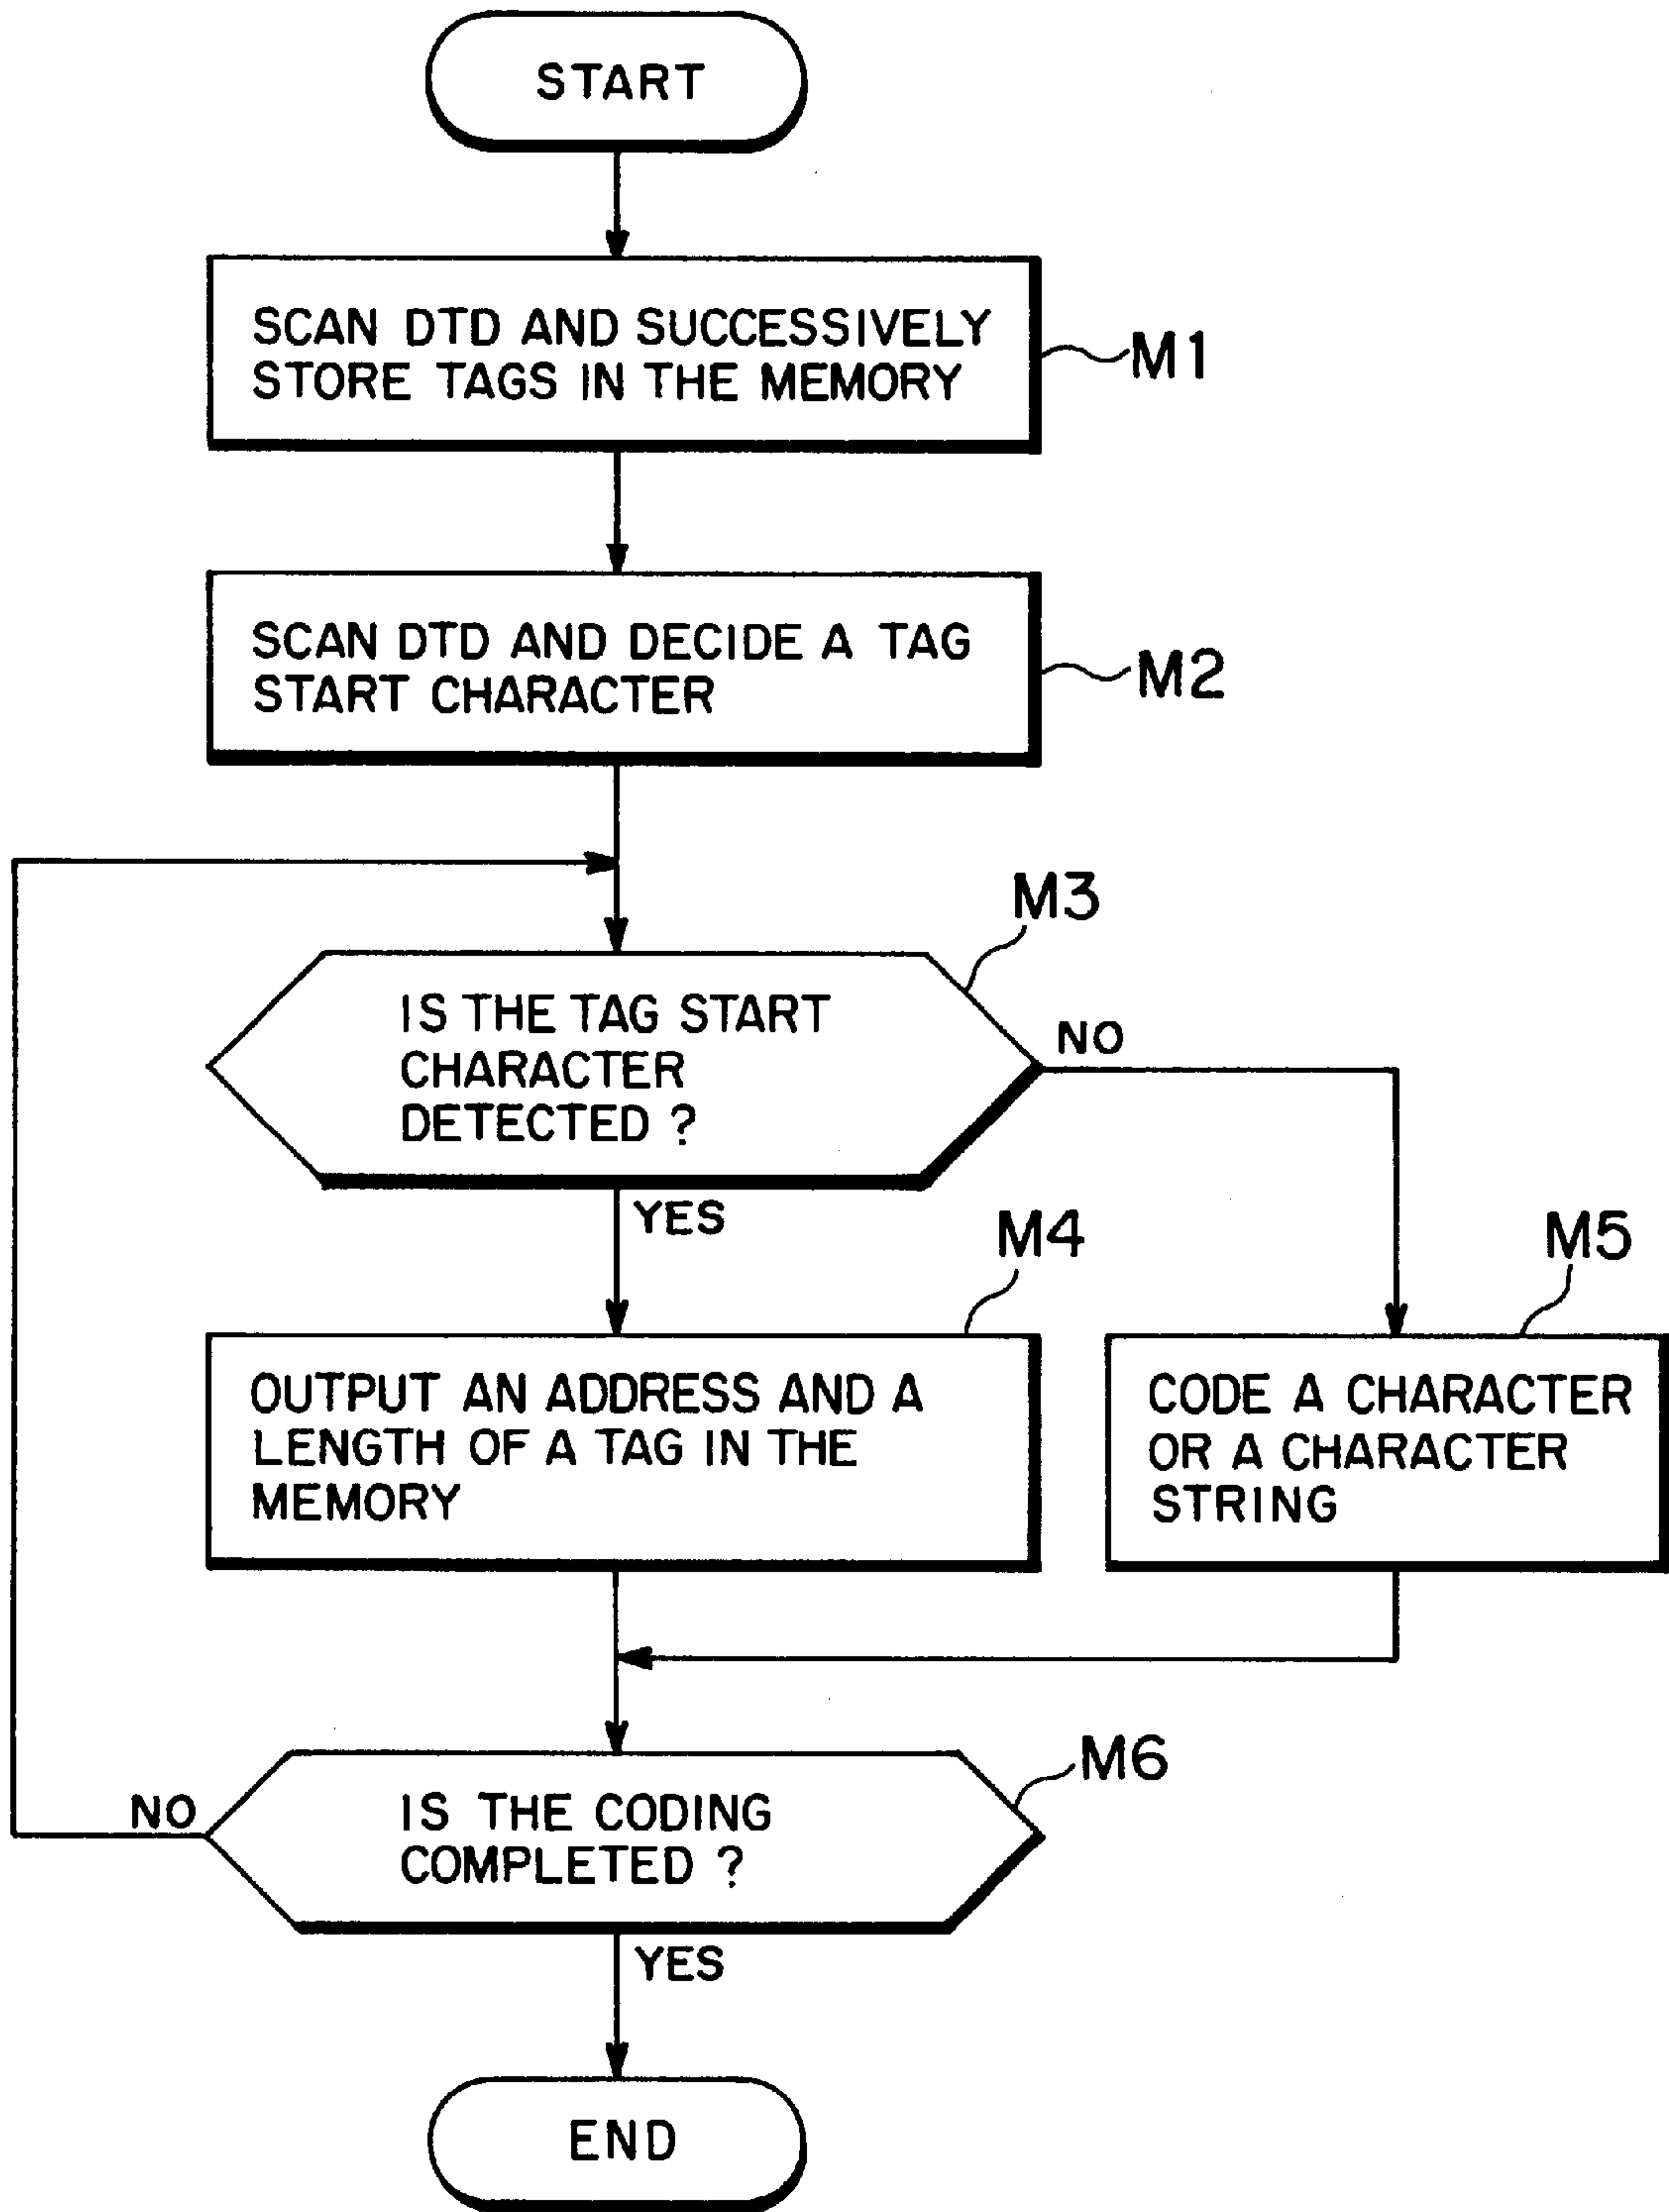 START
SCAN DTD AND SUCCESSIVELY
STORE TAGS IN THE MEMORY
M1
SCAN DTD AND DECIDE A TAG
START CHARACTER
M2
M3
IS THE TAG START
CHARACTER
DETECTED ?
NO
YES
M4
OUTPUT AN ADDRESS AND A
LENGTH OF A TAG IN THE
MEMORY
M5
CODE A CHARACTER
OR A CHARACTER
STRING
M6
IS THE CODING
COMPLETED ?
NO
YES
END